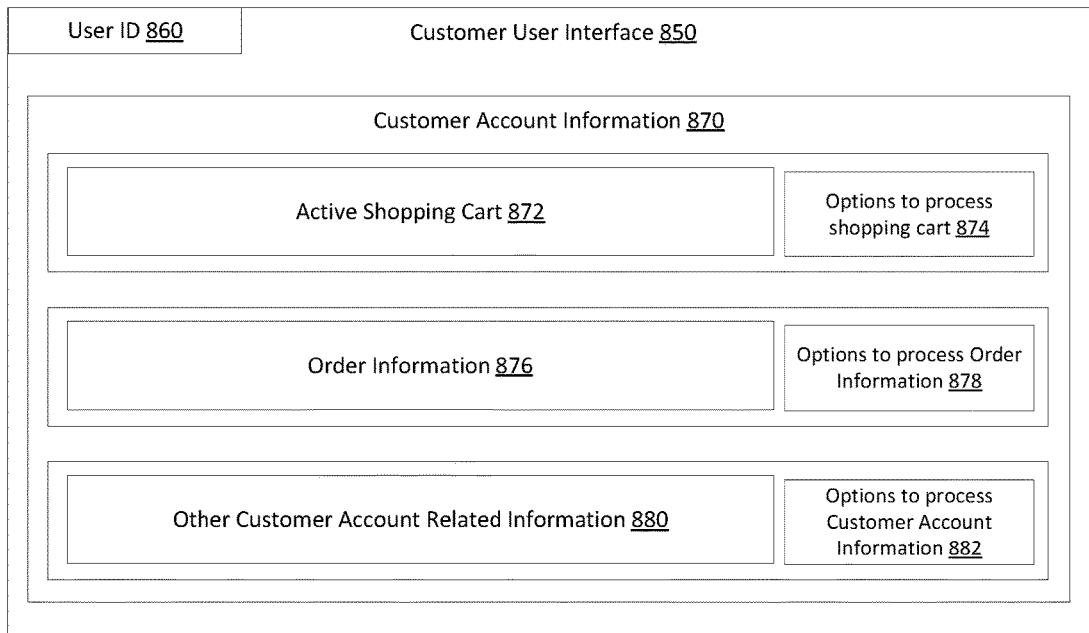 User ID 860
Customer User Interface 850
Customer Account Information 870
Active Shopping Cart 872
Options to process
shopping cart 874
Order Information 876
Options to process Order
Information 878
Other Customer Account Related Information 880
Options to process
Customer Account
Information 882